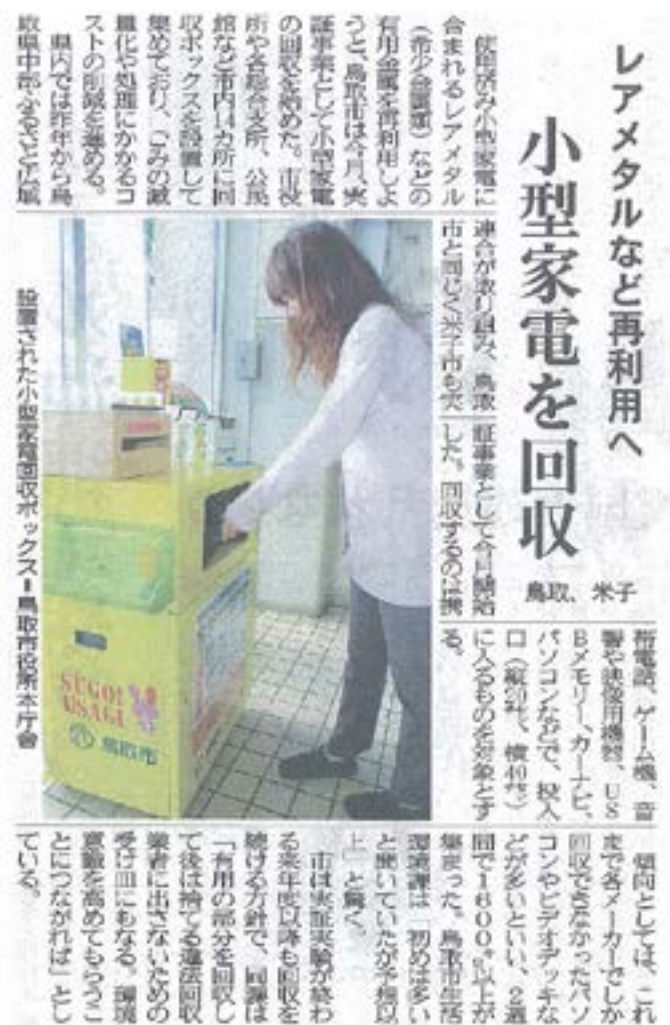 レアメタルなど再利用へ
小型家電を回収
鳥取、米子
使用済み小型家電に
含まれるレアメタル
（希少金属）などの
有用金属を再利用しよ
うと、鳥取市は今月、実
証事業として小型家電
の回収を始めた。市役
所や各総合支所、公民
館など市内14カ所に回
収ボックスを設置して
集めており、ごみの減
量化や処理にかかるコ
ストの削減を進める。
県内では昨年から鳥
取県中部ふるさと広域
連合が取り組み、鳥取
市と同じく米子市も実
証事業として今月開始
した。回収するのは携
帯電話、ゲーム機、音
響や映像用機器、US
Bメモリー、カーナビ、
パソコンなどで、投入
口（縦20㌢、横40㌢）
に入るものを対象とす
る。
傾向としては、これ
まで各メーカーでしか
回収できなかったパソ
コンやビデオデッキな
どが多いといい、2週
間で1600㌔以上が
集まった。鳥取市生活
環境課は「初めは多い
と聞いていたが予想以
上」と驚く。
市は実証実験が終わ
る来年度以降も回収を
続ける方針で、同課は
「有用の部分を回収し
て後は捨てる違法回収
業者に出さないための
受け皿にもなる。環境
意識を高めてもらうこ
とにつながれば」とし
ている。
設置された小型家電回収ボックス＝鳥取市役所本庁舎
SUGO!
USAGI
鳥取市